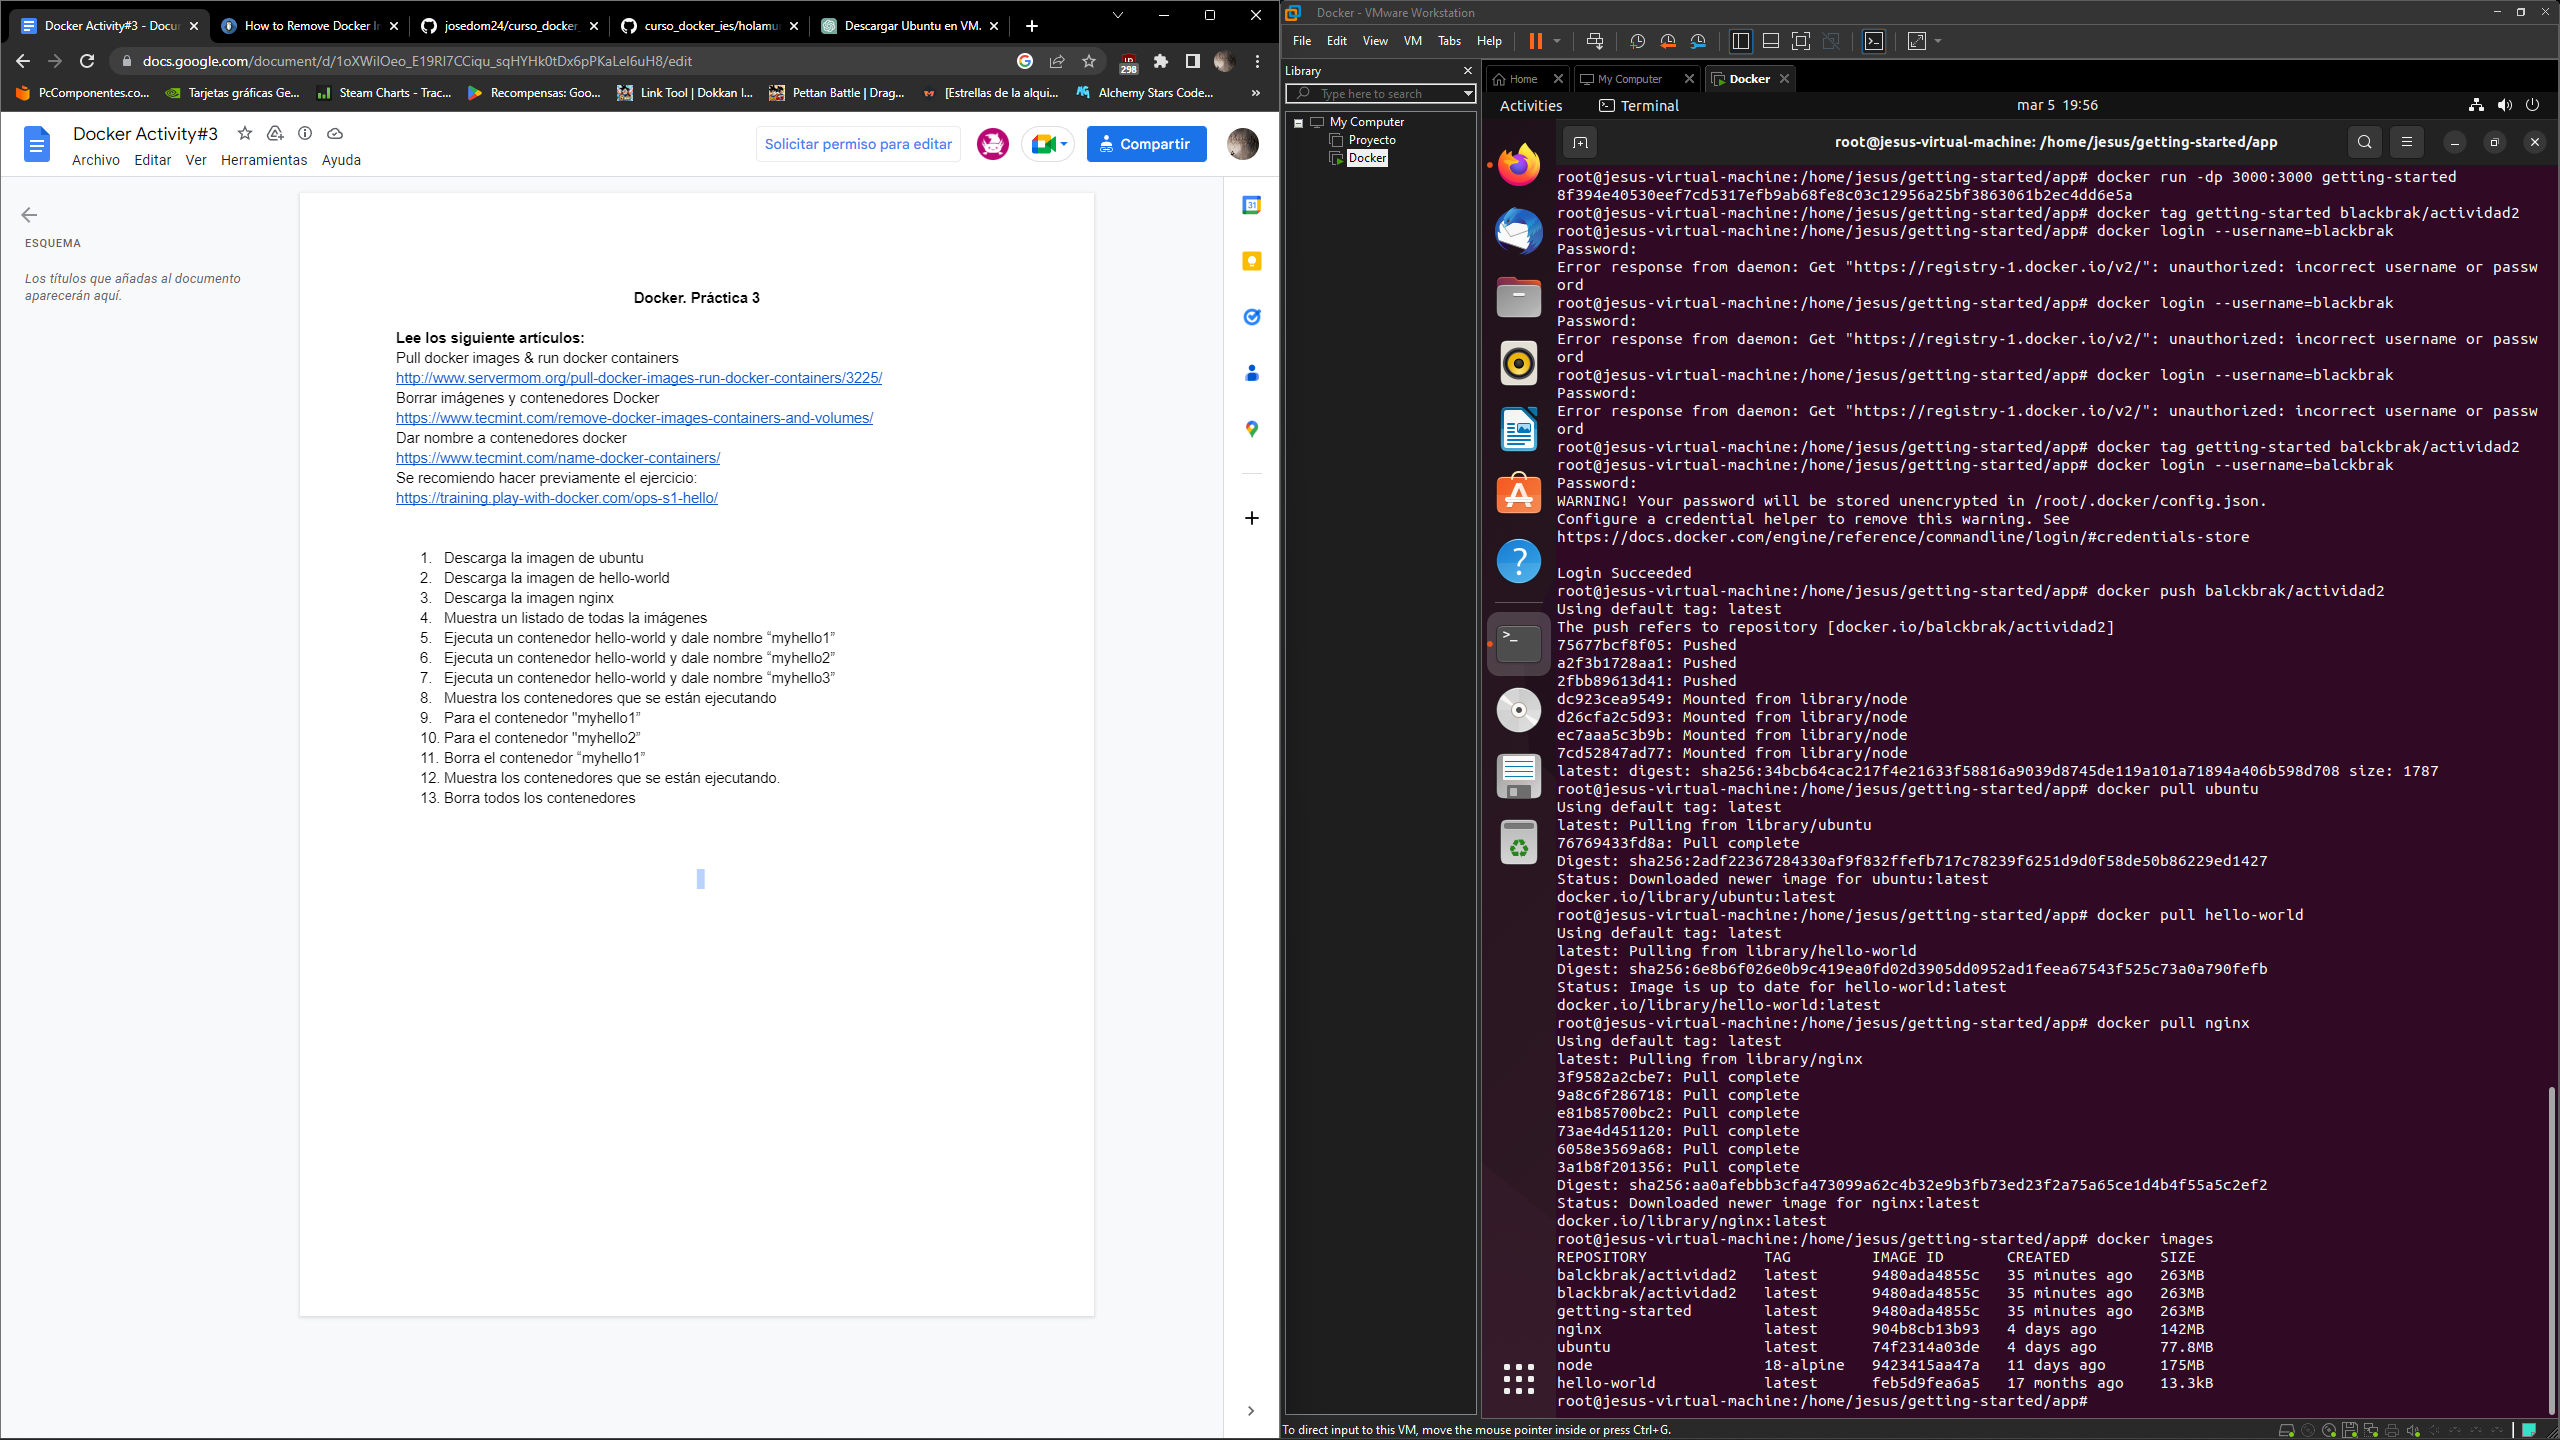 Docker Activity#3 - Docu
How to Remove Docker I
josedom24/curso_docker_
curso_docker_ies/holamu
Descargar Ubuntu en VM.
docs.google.com/document/d/1oXWilOeo_E19Rl7CCiqu_sqHYHk0tDx6pPKaLeI6uH8/edit
298
PcComponentes.co...
Tarjetas gráficas Ge...
Steam Charts - Trac...
Recompensas: Goo...
Link Tool | Dokkan I...
Pettan Battle | Drag...
[Estrellas de la alqui...
Alchemy Stars Code...
»
Docker Activity#3
Archivo Editar Ver Herramientas Ayuda
Solicitar permiso para editar
Compartir
ESQUEMA
Los títulos que añadas al documento
aparecerán aquí.
31
Docker. Práctica 3
Lee los siguiente artículos:
Pull docker images & run docker containers
http://www.servermom.org/pull-docker-images-run-docker-containers/3225/
Borrar imágenes y contenedores Docker
https://www.tecmint.com/remove-docker-images-containers-and-volumes/
Dar nombre a contenedores docker
https://www.tecmint.com/name-docker-containers/
Se recomiendo hacer previamente el ejercicio:
https://training.play-with-docker.com/ops-s1-hello/
1. Descarga la imagen de ubuntu
2. Descarga la imagen de hello-world
3. Descarga la imagen nginx
4. Muestra un listado de todas la imágenes
5. Ejecuta un contenedor hello-world y dale nombre “myhello1”
6. Ejecuta un contenedor hello-world y dale nombre “myhello2”
7. Ejecuta un contenedor hello-world y dale nombre “myhello3”
8. Muestra los contenedores que se están ejecutando
9. Para el contenedor "myhello1”
10. Para el contenedor "myhello2”
11. Borra el contenedor “myhello1”
12. Muestra los contenedores que se están ejecutando.
13. Borra todos los contenedores
Docker - VMware Workstation
File Edit View VM Tabs Help
Library
Type here to search
My Computer
Proyecto
Docker
Home
My Computer
Docker
Activities
Terminal
mar 5 19:56
root@jesus-virtual-machine: /home/jesus/getting-started/app
root@jesus-virtual-machine:/home/jesus/getting-started/app# docker run -dp 3000:3000 getting-started
8f394e40530eef7cd5317efb9ab68fe8c03c12956a25bf3863061b2ec4dd6e5a
root@jesus-virtual-machine:/home/jesus/getting-started/app# docker tag getting-started blackbrak/actividad2
root@jesus-virtual-machine:/home/jesus/getting-started/app# docker login --username=blackbrak
Password:
Error response from daemon: Get "https://registry-1.docker.io/v2/": unauthorized: incorrect username or passw
ord
root@jesus-virtual-machine:/home/jesus/getting-started/app# docker login --username=blackbrak
Password:
Error response from daemon: Get "https://registry-1.docker.io/v2/": unauthorized: incorrect username or passw
ord
root@jesus-virtual-machine:/home/jesus/getting-started/app# docker login --username=blackbrak
Password:
Error response from daemon: Get "https://registry-1.docker.io/v2/": unauthorized: incorrect username or passw
ord
root@jesus-virtual-machine:/home/jesus/getting-started/app# docker tag getting-started balckbrak/actividad2
root@jesus-virtual-machine:/home/jesus/getting-started/app# docker login --username=balckbrak
Password:
WARNING! Your password will be stored unencrypted in /root/.docker/config.json.
Configure a credential helper to remove this warning. See
https://docs.docker.com/engine/reference/commandline/login/#credentials-store
Login Succeeded
root@jesus-virtual-machine:/home/jesus/getting-started/app# docker push balckbrak/actividad2
Using default tag: latest
The push refers to repository [docker.io/balckbrak/actividad2]
75677bcf8f05: Pushed
a2f3b1728aa1: Pushed
2fbb89613d41: Pushed
dc923cea9549: Mounted from library/node
d26cfa2c5d93: Mounted from library/node
ec7aaa5c3b9b: Mounted from library/node
7cd52847ad77: Mounted from library/node
latest: digest: sha256:34bcb64cac217f4e21633f58816a9039d8745de119a101a71894a406b598d708 size: 1787
root@jesus-virtual-machine:/home/jesus/getting-started/app# docker pull ubuntu
Using default tag: latest
latest: Pulling from library/ubuntu
76769433fd8a: Pull complete
Digest: sha256:2adf22367284330af9f832ffefb717c78239f6251d9d0f58de50b86229ed1427
Status: Downloaded newer image for ubuntu:latest
docker.io/library/ubuntu:latest
root@jesus-virtual-machine:/home/jesus/getting-started/app# docker pull hello-world
Using default tag: latest
latest: Pulling from library/hello-world
Digest: sha256:6e8b6f026e0b9c419ea0fd02d3905dd0952ad1feea67543f525c73a0a790fefb
Status: Image is up to date for hello-world:latest
docker.io/library/hello-world:latest
root@jesus-virtual-machine:/home/jesus/getting-started/app# docker pull nginx
Using default tag: latest
latest: Pulling from library/nginx
3f9582a2cbe7: Pull complete
9a8c6f286718: Pull complete
e81b85700bc2: Pull complete
73ae4d451120: Pull complete
6058e3569a68: Pull complete
3a1b8f201356: Pull complete
Digest: sha256:aa0afebbb3cfa473099a62c4b32e9b3fb73ed23f2a75a65ce1d4b4f55a5c2ef2
Status: Downloaded newer image for nginx:latest
docker.io/library/nginx:latest
root@jesus-virtual-machine:/home/jesus/getting-started/app# docker images
REPOSITORY TAG IMAGE ID CREATED SIZE
balckbrak/actividad2 latest 9480ada4855c 35 minutes ago 263MB
blackbrak/actividad2 latest 9480ada4855c 35 minutes ago 263MB
getting-started latest 9480ada4855c 35 minutes ago 263MB
nginx latest 904b8cb13b93 4 days ago 142MB
ubuntu latest 74f2314a03de 4 days ago 77.8MB
node 18-alpine 9423415aa47a 11 days ago 175MB
hello-world latest feb5d9fea6a5 17 months ago 13.3kB
root@jesus-virtual-machine:/home/jesus/getting-started/app#
To direct input to this VM, move the mouse pointer inside or press Ctrl+G.